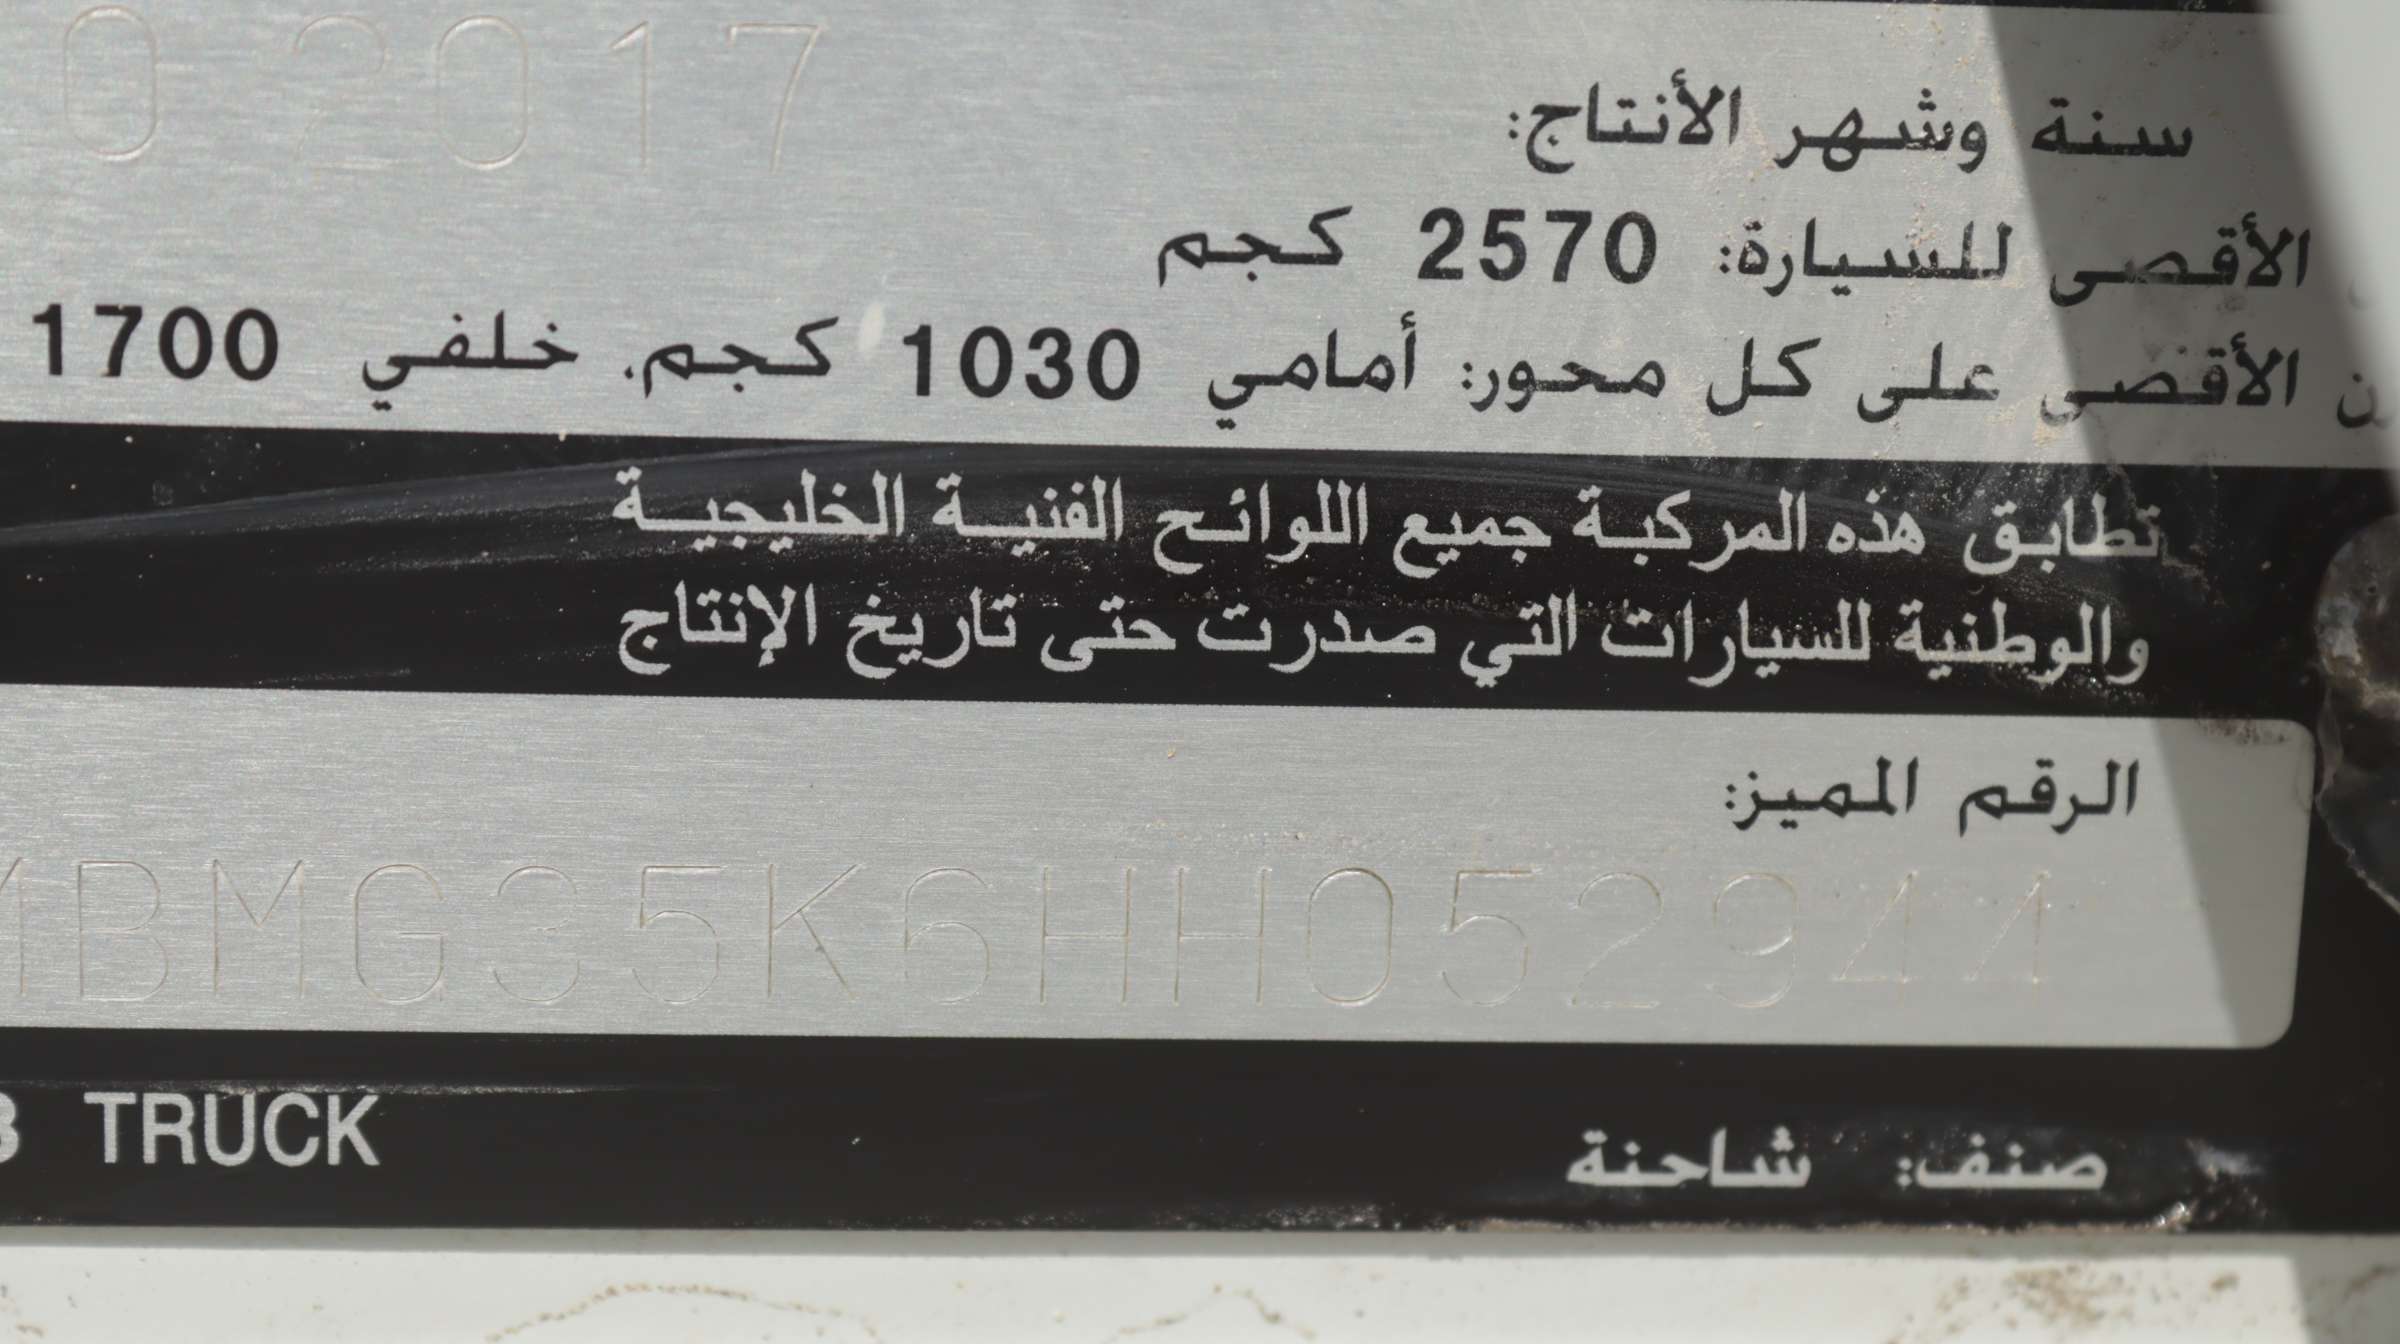 سنة وشهر الأنتاج: 0 2017
الأقصى للسيارة: 2570 كجم
الأقصى على كل محور: أمامي 1030 كجم. خلفي 1700
تطابق هذه المركبة جميع اللوائح الفنية الخليجية
والوطنية للسيارات التي صدرت حتى تاريخ الإنتاج
الرقم المميز:
MBMG35K6HH052944
صنف: شاحنة TRUCK